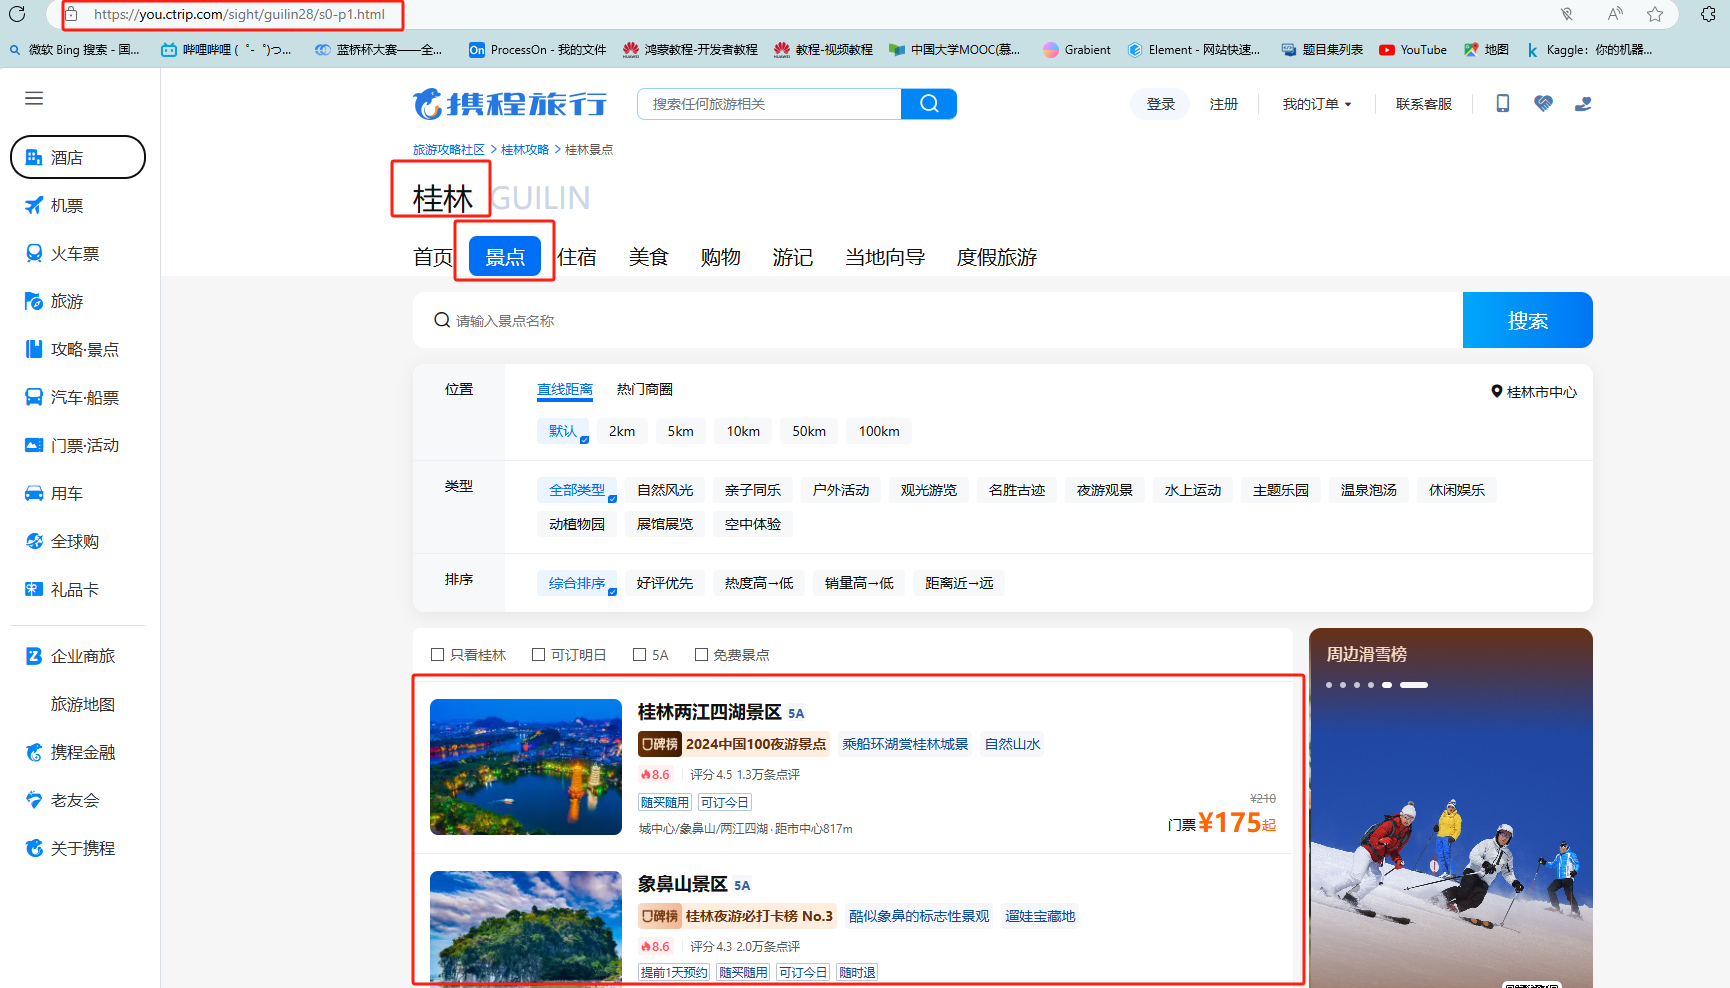 https://you.ctrip.com/sight/guilin28/s0-p1.html
微软 Bing 搜索 - 国...
哔哩哔哩 ( ゜- ゜)つ...
蓝桥杯大赛——全...
On ProcessOn - 我的文件
鸿蒙教程-开发者教程
教程-视频教程
中国大学MOOC(慕...
Grabient
Element - 网站快速...
题目集列表
YouTube
地图
Kaggle：你的机器...
酒店
机票
火车票
旅游
攻略·景点
汽车·船票
门票·活动
用车
全球购
礼品卡
企业商旅
旅游地图
携程金融
老友会
关于携程
携程旅行
搜索任何旅游相关
登录
注册
我的订单
联系客服
旅游攻略社区 > 桂林攻略 > 桂林景点
桂林 GUILIN
首页 景点 住宿 美食 购物 游记 当地向导 度假旅游
请输入景点名称
搜索
位置
直线距离 热门商圈
桂林市中心
默认 2km 5km 10km 50km 100km
类型
全部类型 自然风光 亲子同乐 户外活动 观光游览 名胜古迹 夜游观景 水上运动 主题乐园 温泉泡汤 休闲娱乐
动植物园 展馆展览 空中体验
排序
综合排序 好评优先 热度高→低 销量高→低 距离近→远
只看桂林 可订明日 5A 免费景点
桂林两江四湖景区 5A
口碑榜 2024中国100夜游景点 乘船环湖赏桂林城景 自然山水
8.6 评分 4.5 1.3万条点评
随买随用 可订今日
城中心/象鼻山/两江四湖 · 距市中心817m
¥210
门票¥175起
象鼻山景区 5A
口碑榜 桂林夜游必打卡榜 No.3 酷似象鼻的标志性景观 遛娃宝藏地
8.6 评分 4.3 2.0万条点评
提前1天预约 随买随用 可订今日 随时退
周边滑雪榜